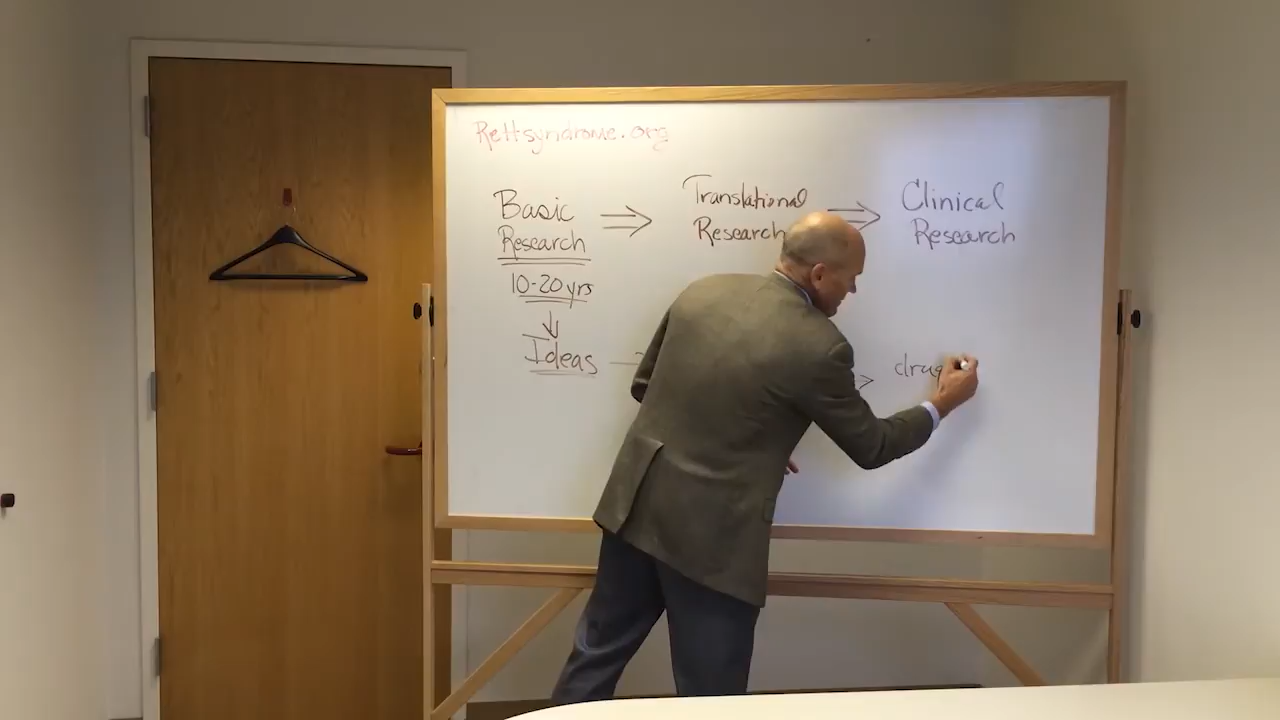 Rettsyndrome.org
Basic
Research
⇒
Translational
Research
⇒
Clinical
Research
10-20 yrs
↓
Ideas